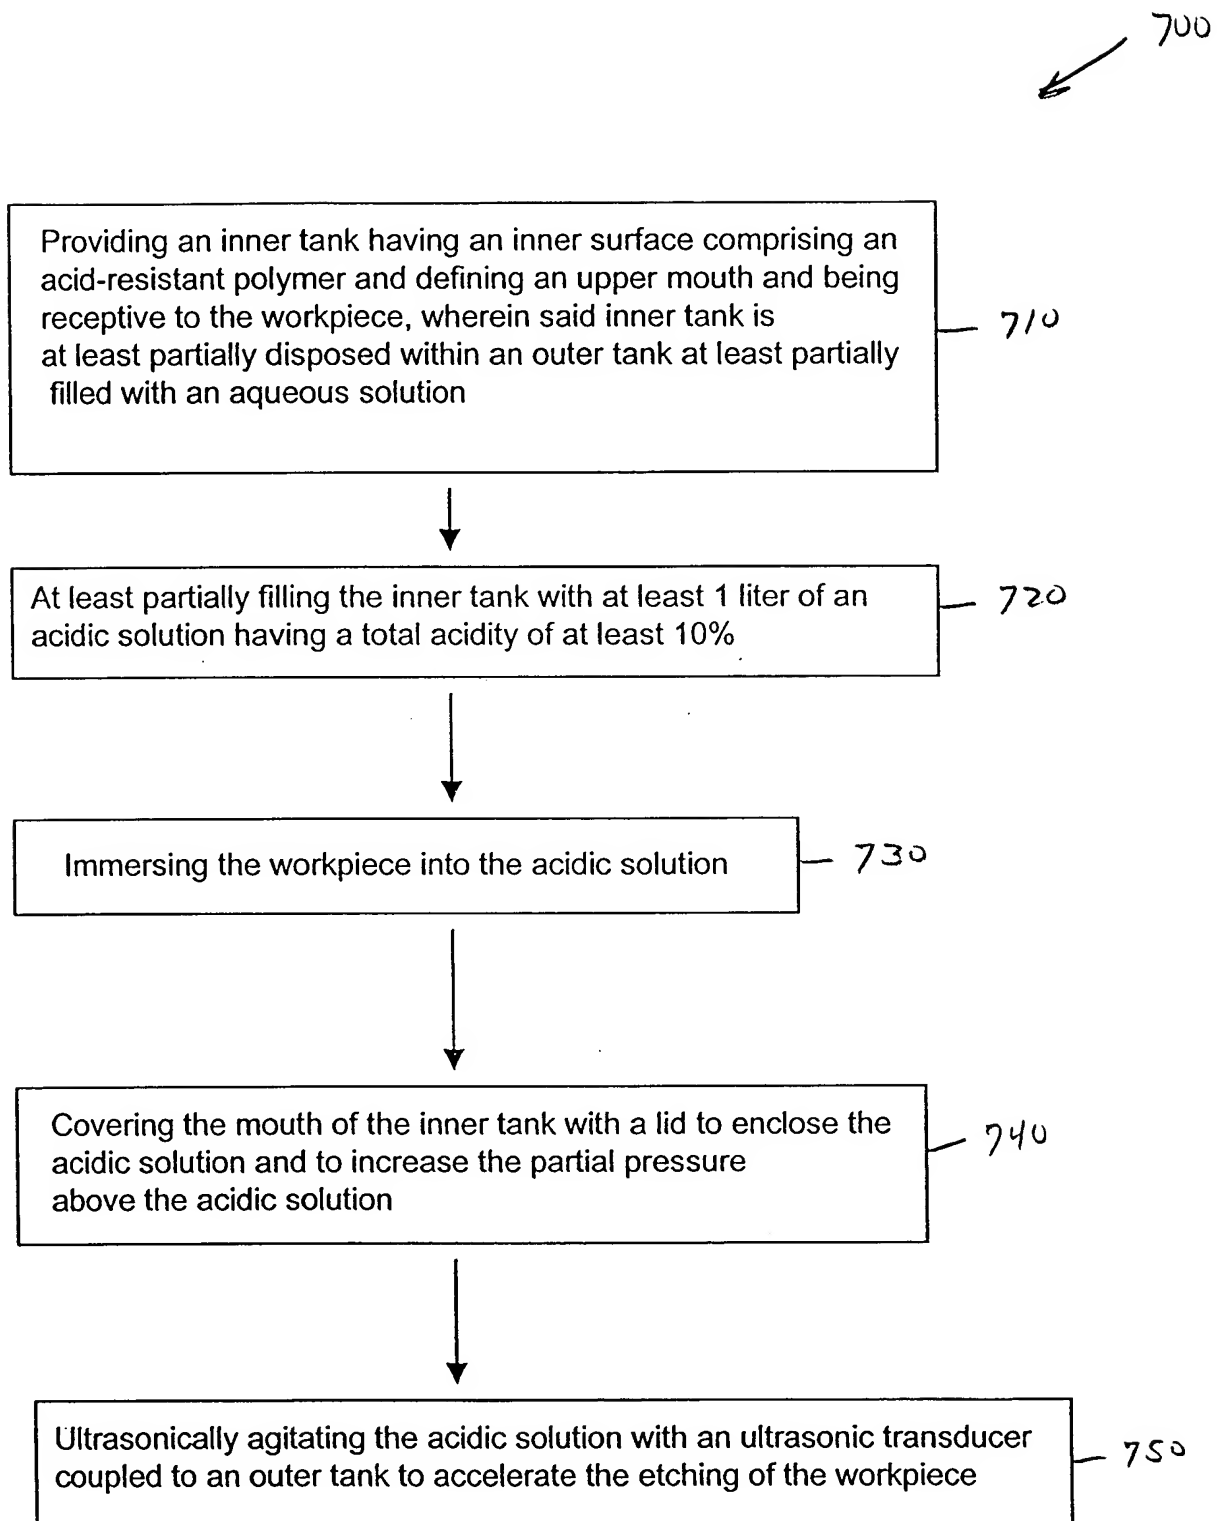 700
Providing an inner tank having an inner surface comprising an
acid-resistant polymer and defining an upper mouth and being
receptive to the workpiece, wherein said inner tank is
at least partially disposed within an outer tank at least partially
filled with an aqueous solution
710
At least partially filling the inner tank with at least 1 liter of an
acidic solution having a total acidity of at least 10%
720
Immersing the workpiece into the acidic solution
730
Covering the mouth of the inner tank with a lid to enclose the
acidic solution and to increase the partial pressure
above the acidic solution
740
Ultrasonically agitating the acidic solution with an ultrasonic transducer
coupled to an outer tank to accelerate the etching of the workpiece
750